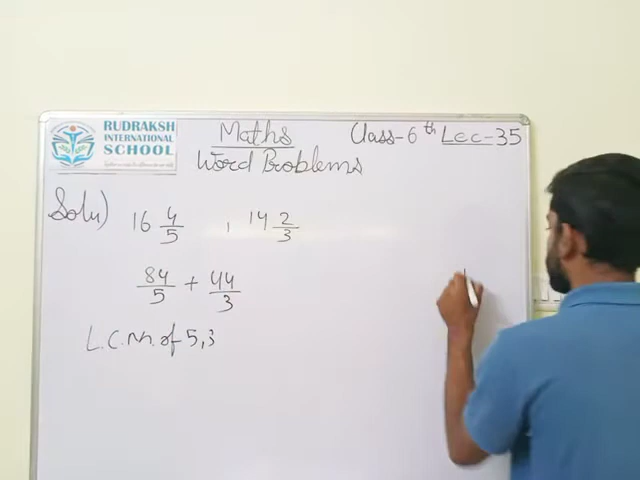 RUDRAKSH
INTERNATIONAL
SCHOOL
Maths
Class-6th Lec-35
Word Problems
Solu)
16 4/5 , 14 2/3
84/5 + 44/3
L.C.M. of 5,3